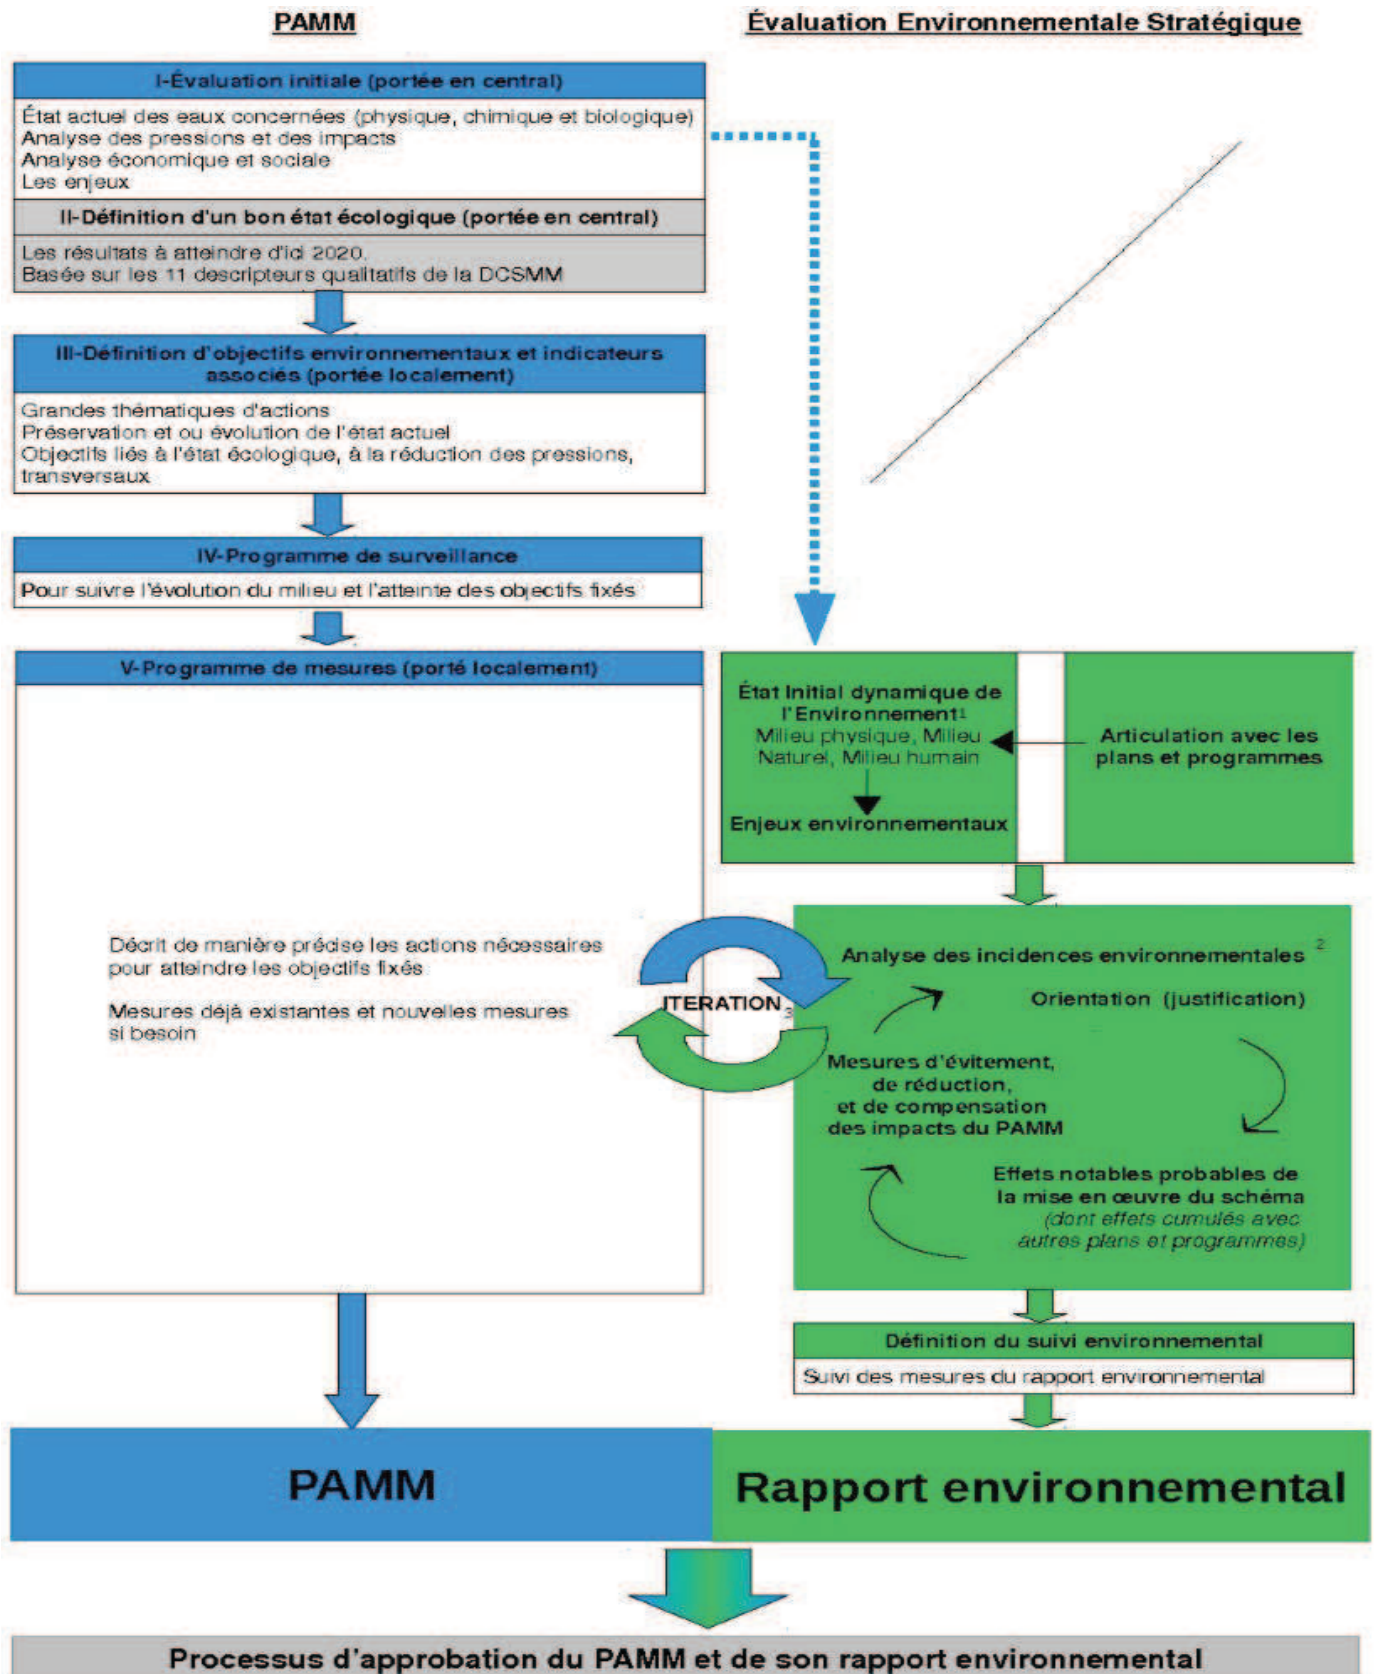 PAMM
Évaluation Environnementale Stratégique
I-Évaluation initiale (portée en central)
État actuel des eaux concernées (physique, chimique et biologique)
Analyse des pressions et des impacts
Analyse économique et sociale
Les enjeux
II-Définition d'un bon état écologique (portée en central)
Les résultats à atteindre d'ici 2020.
Basée sur les 11 descripteurs qualitatifs de la DCSMM
III-Définition d'objectifs environnementaux et indicateurs
associés (portée localement)
Grandes thématiques d'actions
Préservation et ou évolution de l'état actuel
Objectifs liés à l'état écologique, à la réduction des pressions,
transversaux
IV-Programme de surveillance
Pour suivre l'évolution du milieu et l'atteinte des objectifs fixés
V-Programme de mesures (porté localement)
Décrit de manière précise les actions nécessaires
pour atteindre les objectifs fixés
Mesures déjà existantes et nouvelles mesures
si besoin
État Initial dynamique de
l'Environnement1
Milieu physique, Milieu
Naturel, Milieu humain
Enjeux environnementaux
Articulation avec les
plans et programmes
ITERATION 3
Analyse des incidences environnementales 2
Orientation (justification)
Mesures d'évitement,
de réduction,
et de compensation
des impacts du PAMM
Effets notables probables de
la mise en œuvre du schéma
(dont effets cumulés avec
autres plans et programmes)
Définition du suivi environnemental
Suivi des mesures du rapport environnemental
PAMM
Rapport environnemental
Processus d'approbation du PAMM et de son rapport environnemental